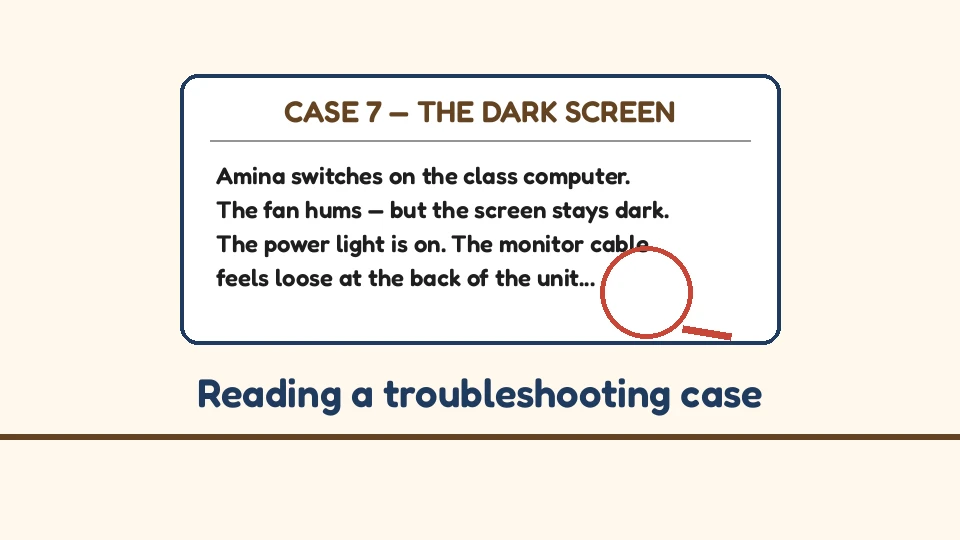 CASE 7 — THE DARK SCREEN
Amina switches on the class computer.
The fan hums — but the screen stays dark.
The power light is on. The monitor cable
feels loose at the back of the unit...
Reading a troubleshooting case